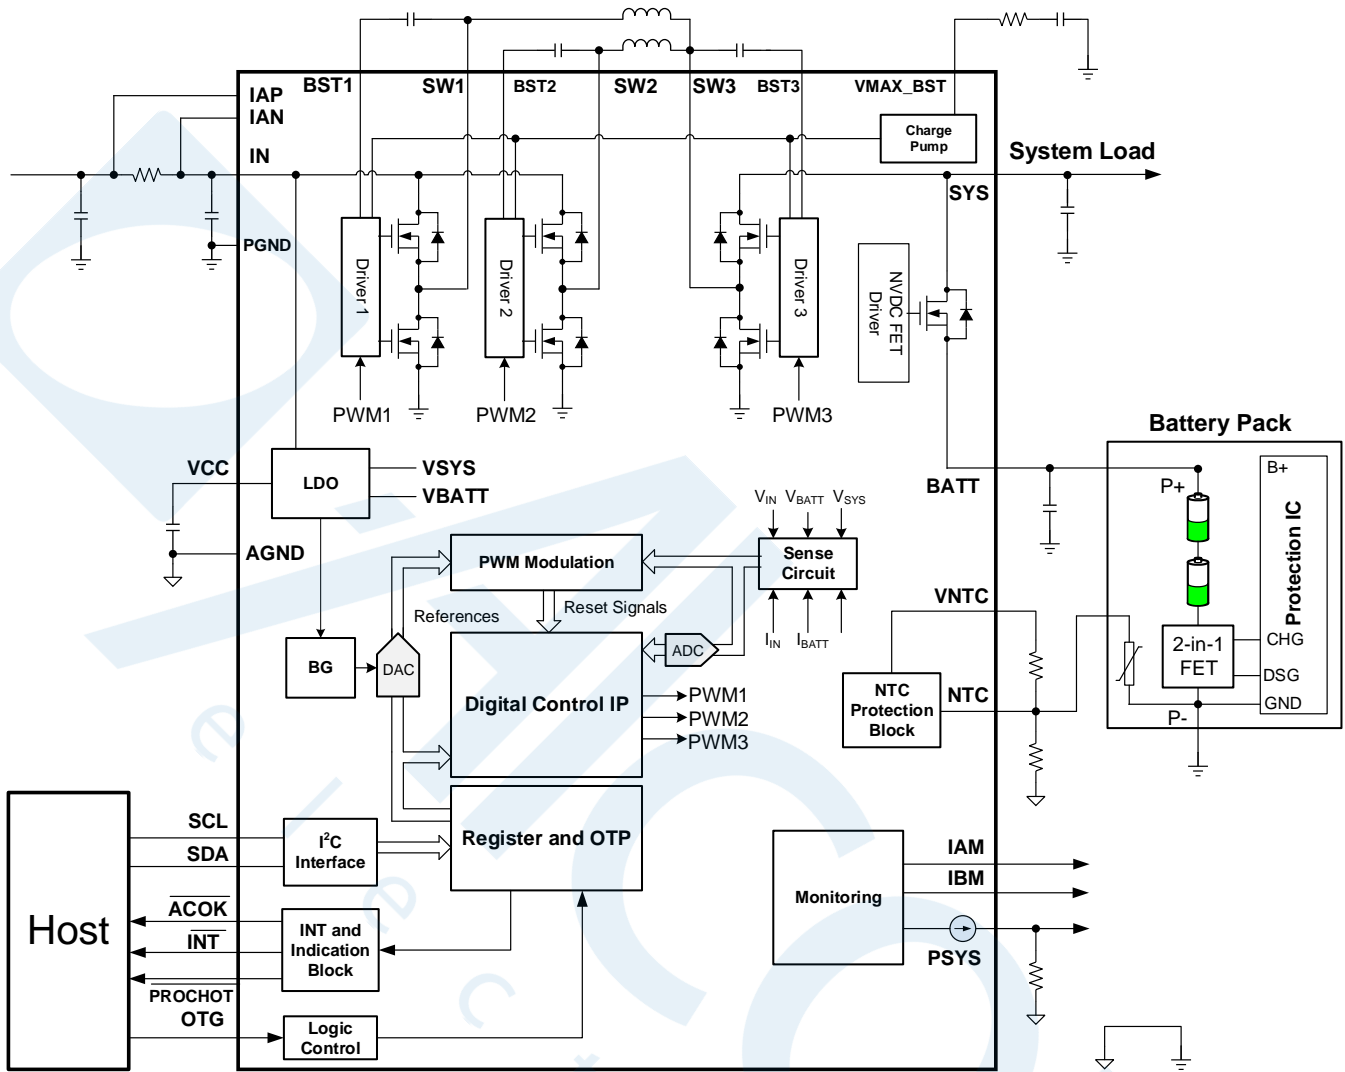 BST1
SW1
BST2
SW2
SW3
BST3
VMAX_BST
IAP
IAN
IN
PGND
Charge
Pump
System Load
SYS
Driver 1
Driver 2
Driver 3
NVDC FET
Driver
PWM1
PWM2
PWM3
Battery Pack
VCC
LDO
VSYS
VBATT
BATT
AGND
B+
P+
Protection IC
2-in-1
FET
CHG
DSG
GND
P-
VIN
VBATT
VSYS
PWM Modulation
Sense
Circuit
IIN
IBATT
References
Reset Signals
VNTC
BG
DAC
ADC
Digital Control IP
PWM1
PWM2
PWM3
NTC
Protection
Block
NTC
Host
SCL
SDA
I2C
Interface
Register and OTP
ACOK
INT
PROCHOT
OTG
INT and
Indication
Block
Logic
Control
Monitoring
IAM
IBM
PSYS